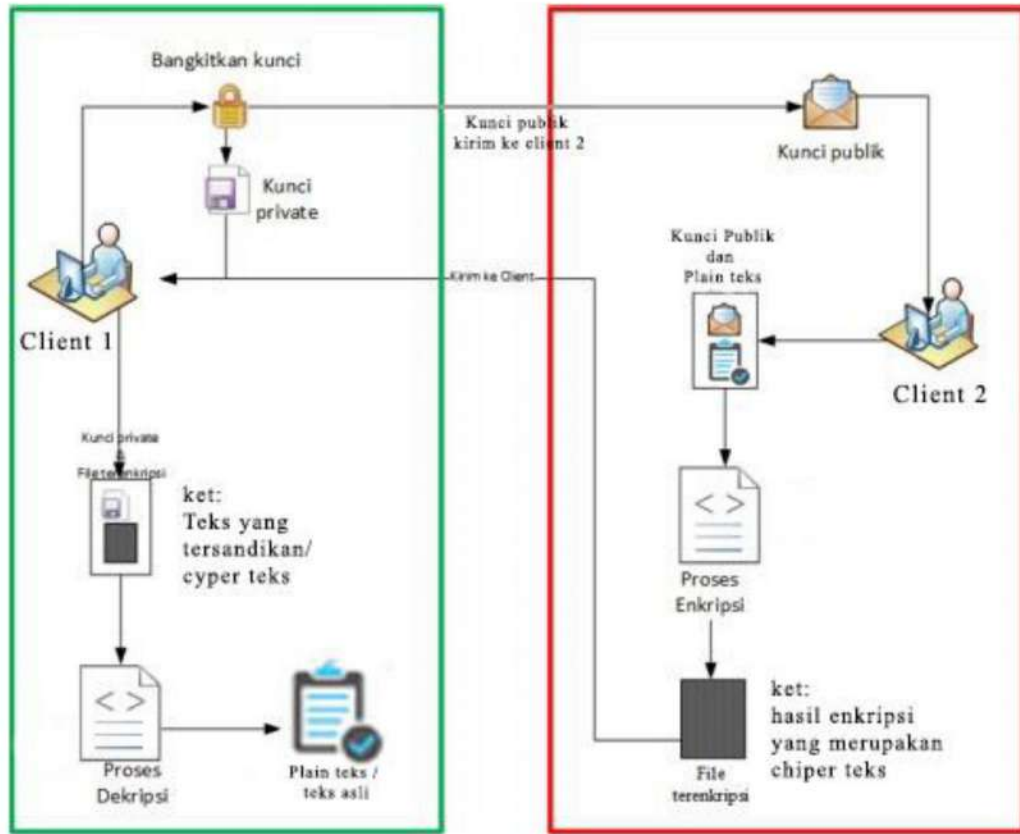 Bangkitkan kunci
Kunci publik
kirim ke client 2
Kunci publik
Kunci
private
Kunci Publik
dan
Plain teks
Kirim ke Client
Client 1
Client 2
Kunci private
&
File terenkripsi
ket:
Teks yang
tersandikan/
cyper teks
Proses
Enkripsi
ket:
hasil enkripsi
yang merupakan
chiper teks
File
terenkripsi
Proses
Dekripsi
Plain teks /
teks asli